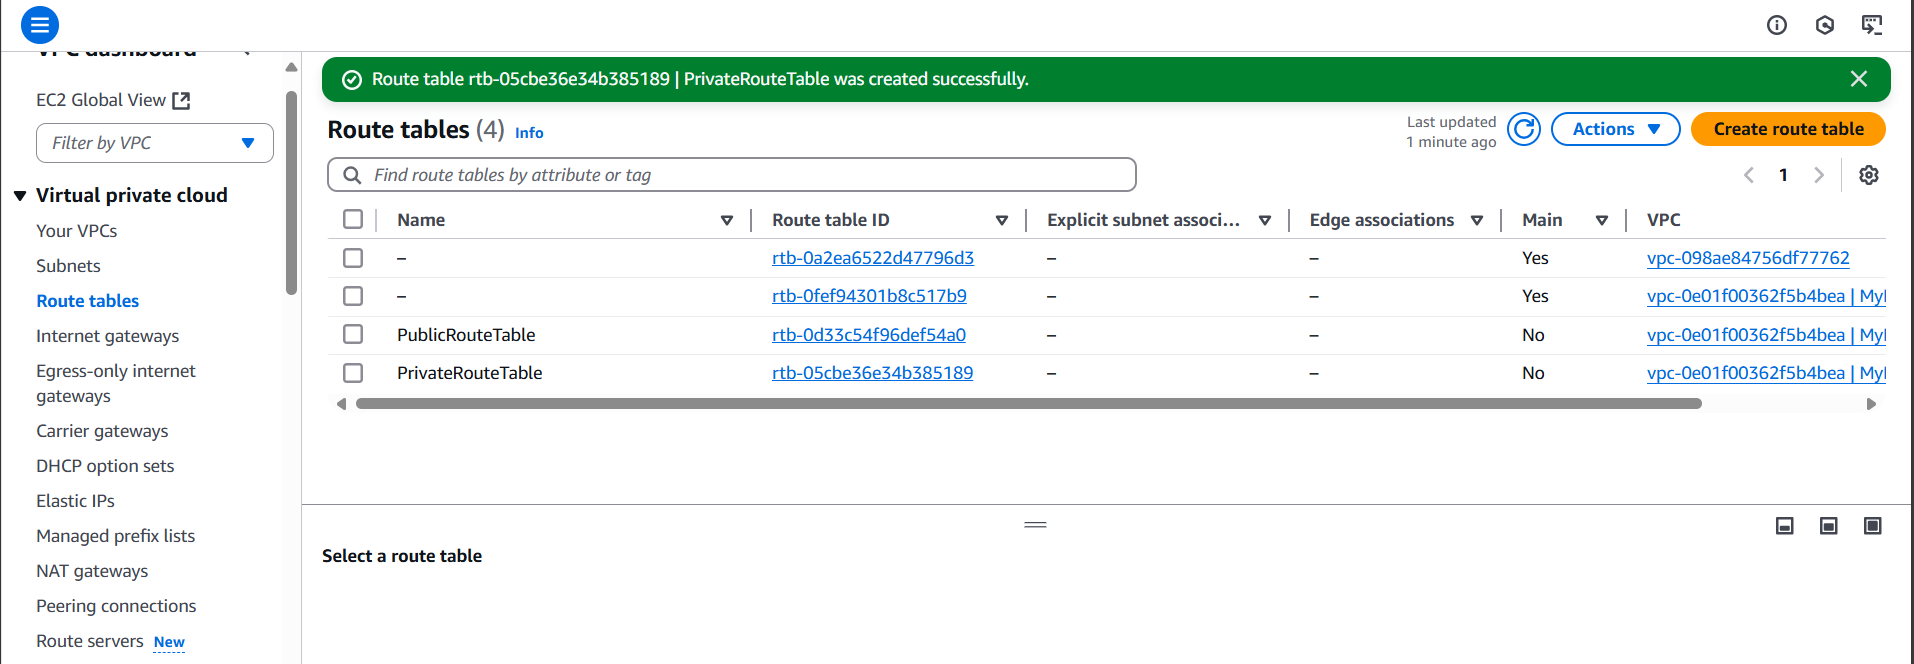 VPC dashboard
EC2 Global View
Filter by VPC
Virtual private cloud
Your VPCs
Subnets
Route tables
Internet gateways
Egress-only internet
gateways
Carrier gateways
DHCP option sets
Elastic IPs
Managed prefix lists
NAT gateways
Peering connections
Route servers New
Route table rtb-05cbe36e34b385189 | PrivateRouteTable was created successfully.
Route tables (4) Info
Last updated
1 minute ago
Actions
Create route table
Find route tables by attribute or tag
1
Name Route table ID Explicit subnet associ... Edge associations Main VPC
– rtb-0a2ea6522d47796d3 – – Yes vpc-098ae84756df77762
– rtb-0fef94301b8c517b9 – – Yes vpc-0e01f00362f5b4bea | My
PublicRouteTable rtb-0d33c54f96def54a0 – – No vpc-0e01f00362f5b4bea | My
PrivateRouteTable rtb-05cbe36e34b385189 – – No vpc-0e01f00362f5b4bea | My
Select a route table